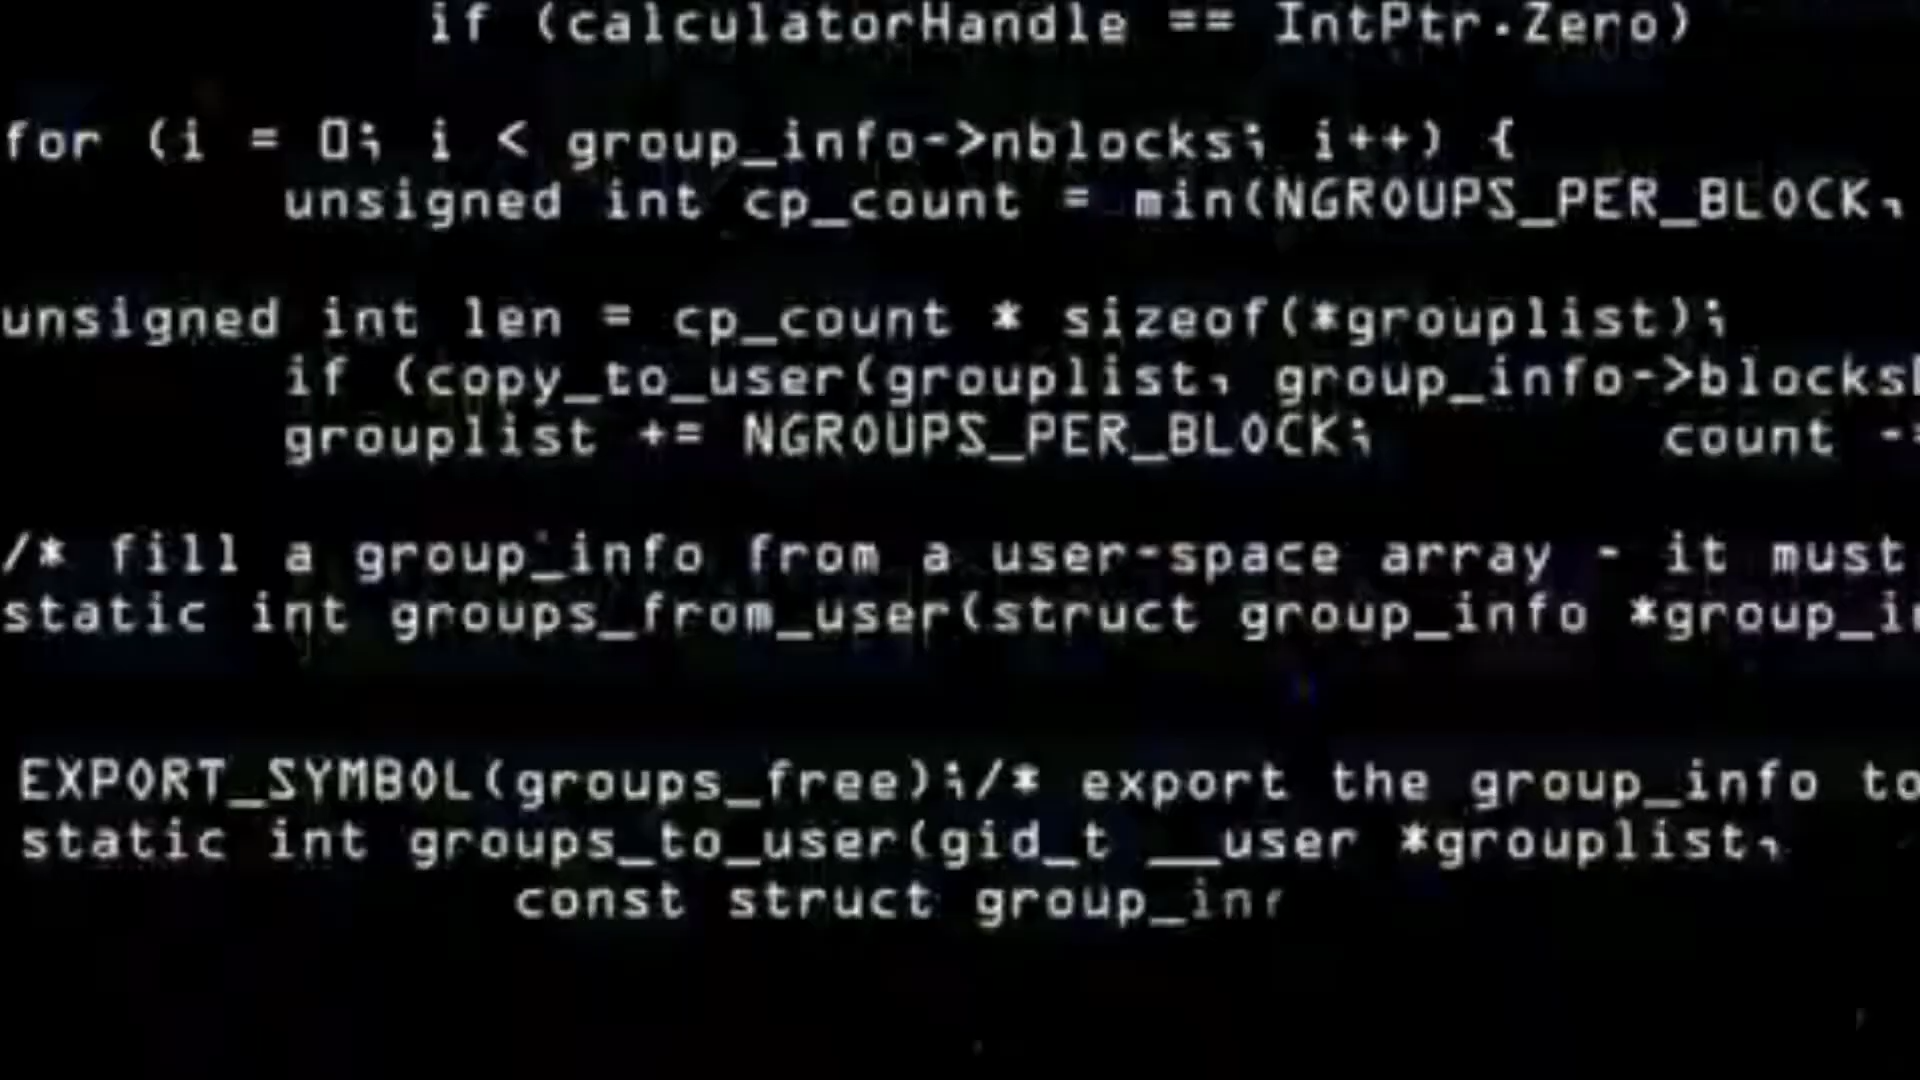 if (calculatorHandle == IntPtr.Zero)
for (i = 0; i < group_info->nblocks; i++) {
unsigned int cp_count = min(NGROUPS_PER_BLOCK,
unsigned int len = cp_count * sizeof(*grouplist);
if (copy_to_user(grouplist, group_info->blocks
grouplist += NGROUPS_PER_BLOCK; count -=
/* fill a group_info from a user-space array - it must
static int groups_from_user(struct group_info *group_i
EXPORT_SYMBOL(groups_free);/* export the group_info to
static int groups_to_user(gid_t __user *grouplist,
const struct group_in